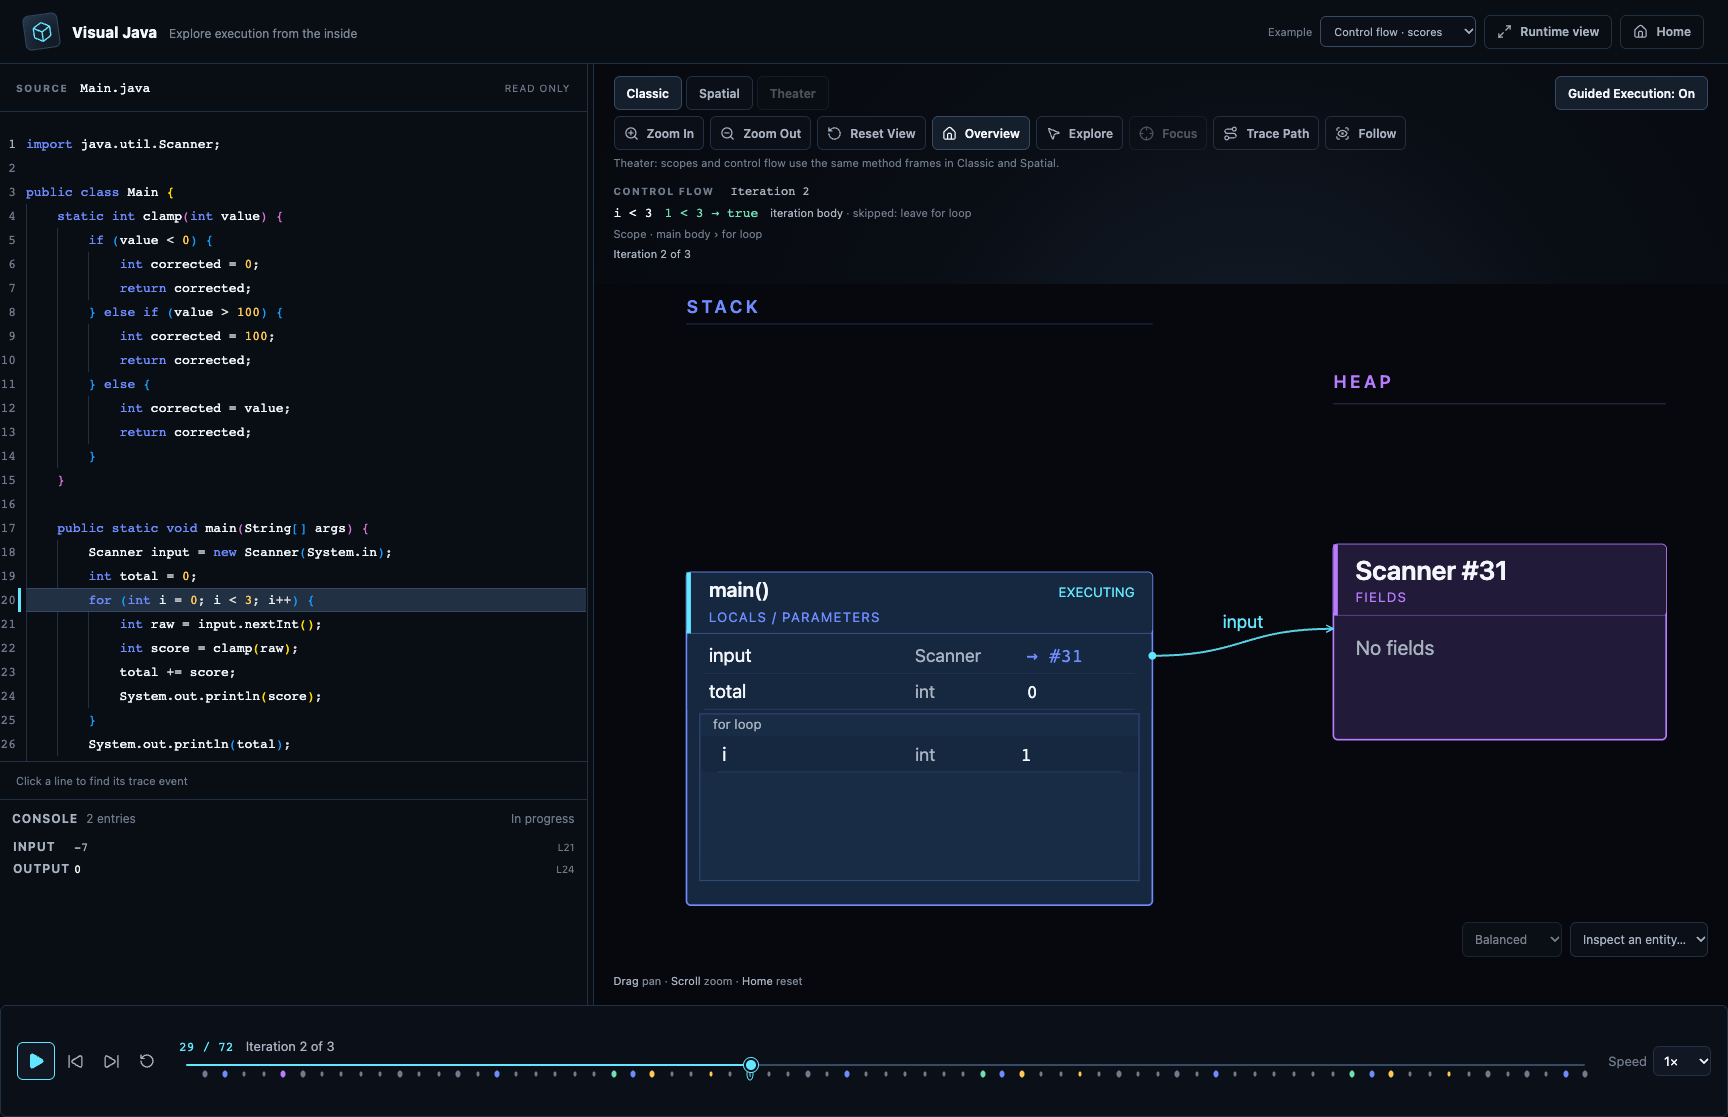 Visual Java Explore execution from the inside
Example Control flow · scores Runtime view Home
SOURCE Main.java READ ONLY
1 import java.util.Scanner;
2
3 public class Main {
4 static int clamp(int value) {
5 if (value < 0) {
6 int corrected = 0;
7 return corrected;
8 } else if (value > 100) {
9 int corrected = 100;
10 return corrected;
11 } else {
12 int corrected = value;
13 return corrected;
14 }
15 }
16
17 public static void main(String[] args) {
18 Scanner input = new Scanner(System.in);
19 int total = 0;
20 for (int i = 0; i < 3; i++) {
21 int raw = input.nextInt();
22 int score = clamp(raw);
23 total += score;
24 System.out.println(score);
25 }
26 System.out.println(total);
Click a line to find its trace event
CONSOLE 2 entries In progress
INPUT -7 L21
OUTPUT 0 L24
Classic Spatial Theater Guided Execution: On
Zoom In Zoom Out Reset View Overview Explore Focus Trace Path Follow
Theater: scopes and control flow use the same method frames in Classic and Spatial.
CONTROL FLOW Iteration 2
i < 3 1 < 3 → true iteration body · skipped: leave for loop
Scope · main body › for loop
Iteration 2 of 3
STACK
HEAP
main() EXECUTING
LOCALS / PARAMETERS
input Scanner → #31
total int 0
for loop
i int 1
input
Scanner #31
FIELDS
No fields
Balanced Inspect an entity...
Drag pan · Scroll zoom · Home reset
29 / 72 Iteration 2 of 3
Speed 1×